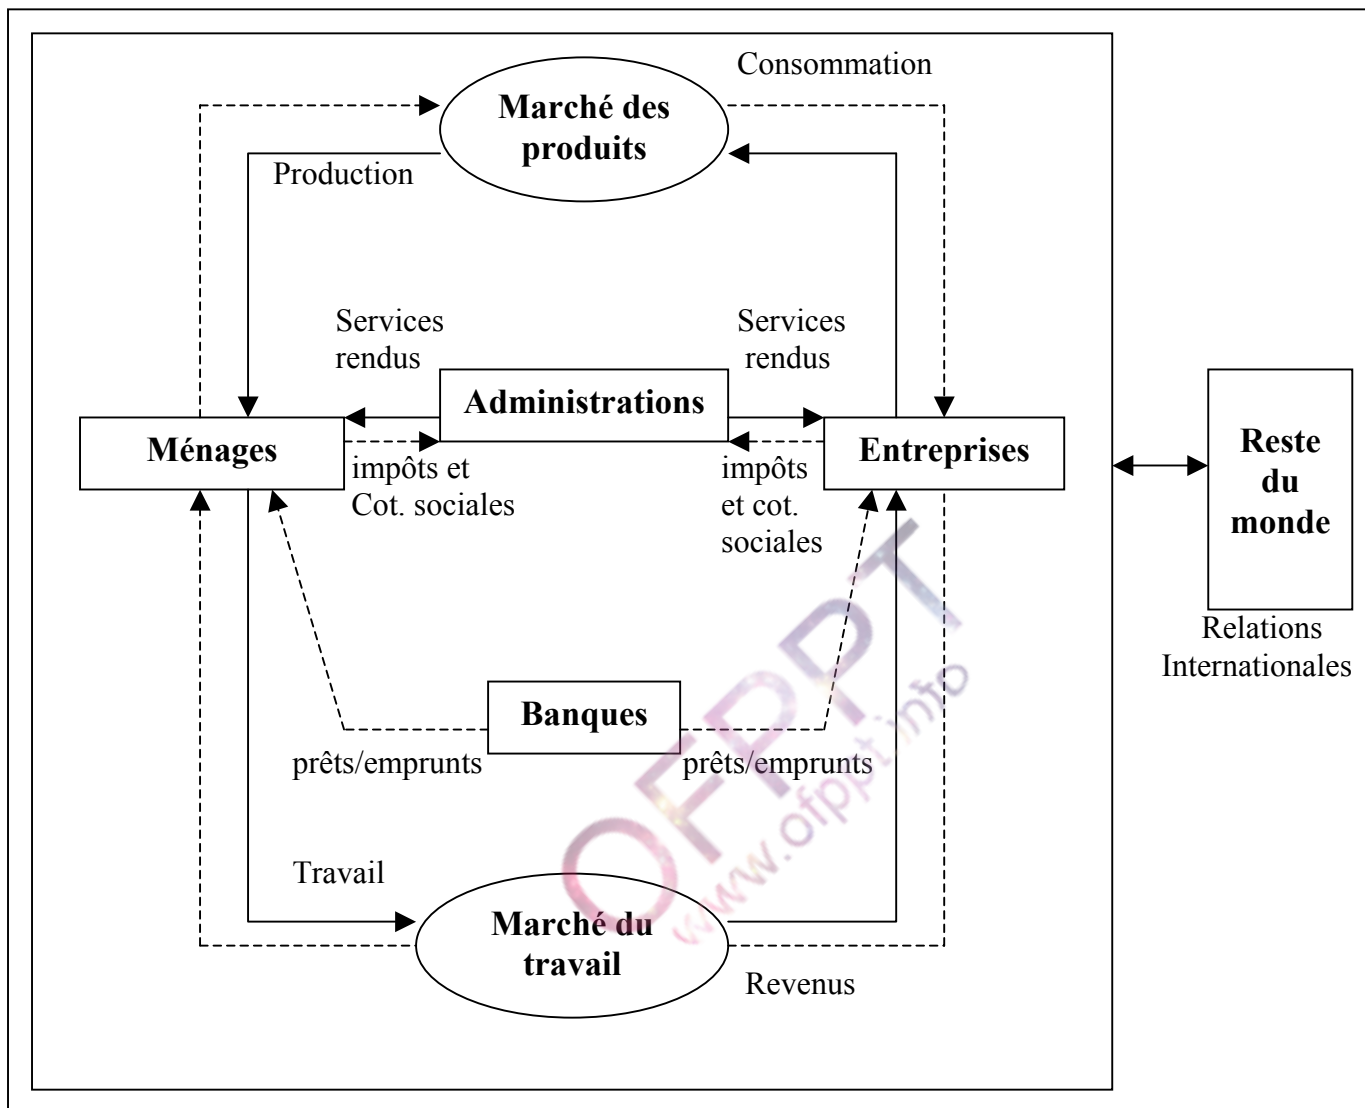 Consommation
Marché des
produits
Production
Services
rendus
Services
rendus
Administrations
Ménages
Entreprises
impôts et
Cot. sociales
impôts
et cot.
sociales
Reste
du
monde
Relations
Internationales
Banques
prêts/emprunts
prêts/emprunts
Travail
Marché du
travail
Revenus
OFPPT
www.ofppt.info